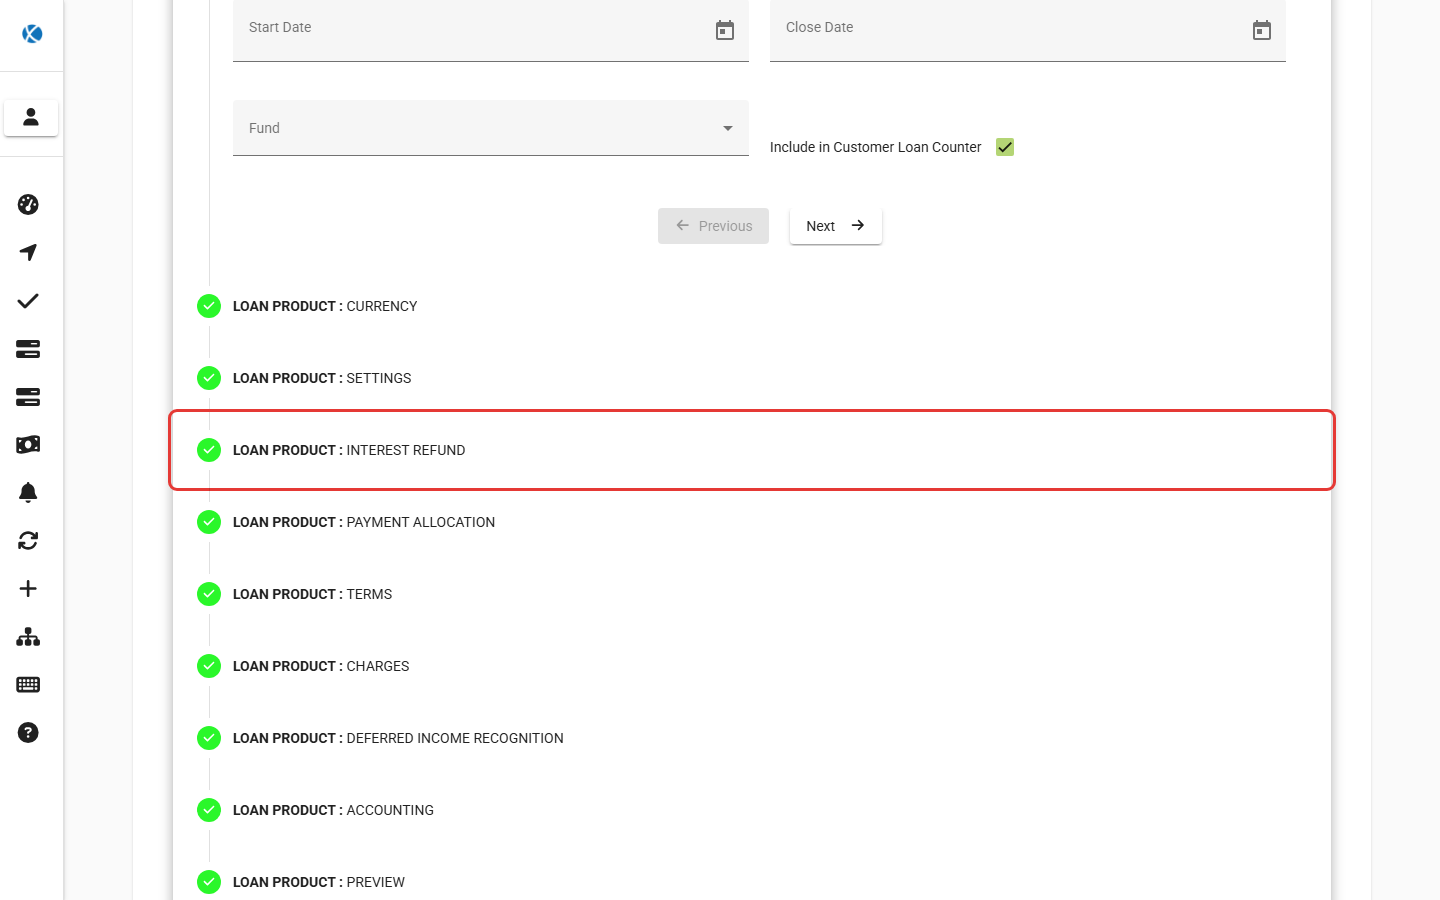 Start Date
Close Date
Fund
Include in Customer Loan Counter
Previous
Next
LOAN PRODUCT : CURRENCY
LOAN PRODUCT : SETTINGS
LOAN PRODUCT : INTEREST REFUND
LOAN PRODUCT : PAYMENT ALLOCATION
LOAN PRODUCT : TERMS
LOAN PRODUCT : CHARGES
LOAN PRODUCT : DEFERRED INCOME RECOGNITION
LOAN PRODUCT : ACCOUNTING
LOAN PRODUCT : PREVIEW